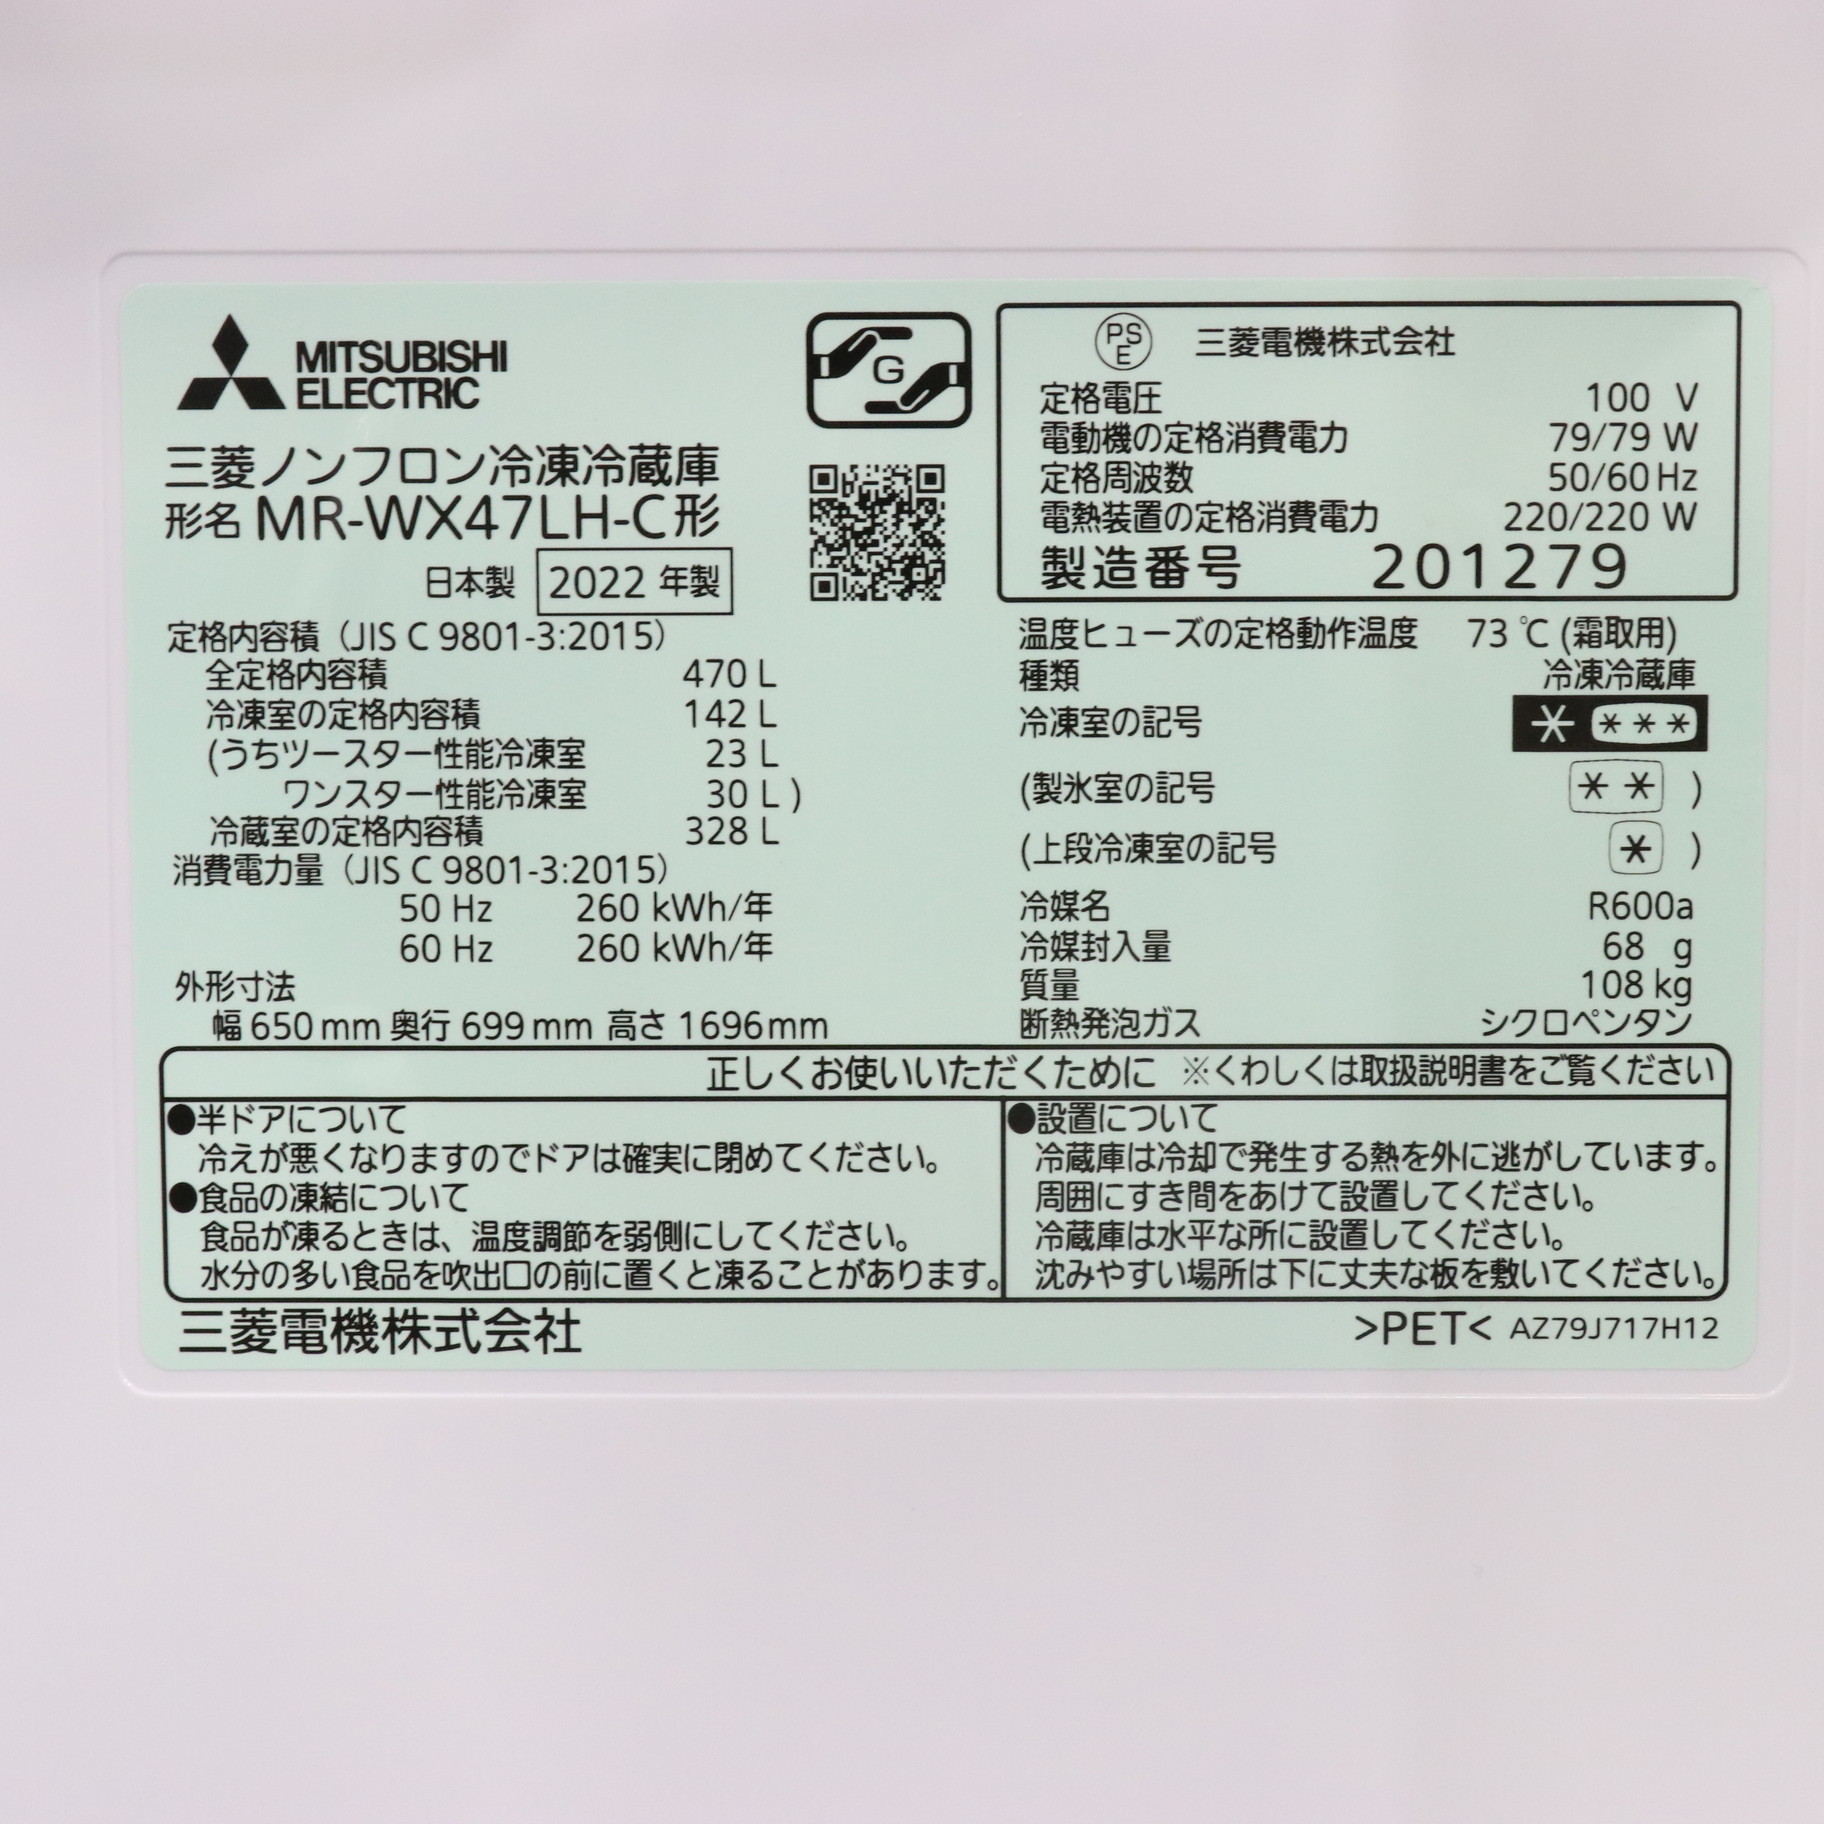 MITSUBISHI
ELECTRIC
G
三菱ノンフロン冷凍冷蔵庫
形名 MR-WX47LH-C形
日本製 2022 年製
定格内容積（JIS C 9801-3:2015）
全定格内容積 470 L
冷凍室の定格内容積 142 L
(うちツースター性能冷凍室 23 L
ワンスター性能冷凍室 30 L )
冷蔵室の定格内容積 328 L
消費電力量（JIS C 9801-3:2015）
50 Hz 260 kWh/年
60 Hz 260 kWh/年
外形寸法
幅 650 mm 奥行 699 mm 高さ 1696 mm
PS
E 三菱電機株式会社
定格電圧 100 V
電動機の定格消費電力 79/79 W
定格周波数 50/60 Hz
電熱装置の定格消費電力 220/220 W
製造番号 201279
温度ヒューズの定格動作温度 73 ℃ (霜取用)
種類 冷凍冷蔵庫
冷凍室の記号 * ***
(製氷室の記号 ** )
(上段冷凍室の記号 * )
冷媒名 R600a
冷媒封入量 68 g
質量 108 kg
断熱発泡ガス シクロペンタン
正しくお使いいただくために ※くわしくは取扱説明書をご覧ください
●半ドアについて
冷えが悪くなりますのでドアは確実に閉めてください。
●食品の凍結について
食品が凍るときは、温度調節を弱側にしてください。
水分の多い食品を吹出口の前に置くと凍ることがあります。
●設置について
冷蔵庫は冷却で発生する熱を外に逃がしています。
周囲にすき間をあけて設置してください。
冷蔵庫は水平な所に設置してください。
沈みやすい場所は下に丈夫な板を敷いてください。
三菱電機株式会社
>PET< AZ79J717H12